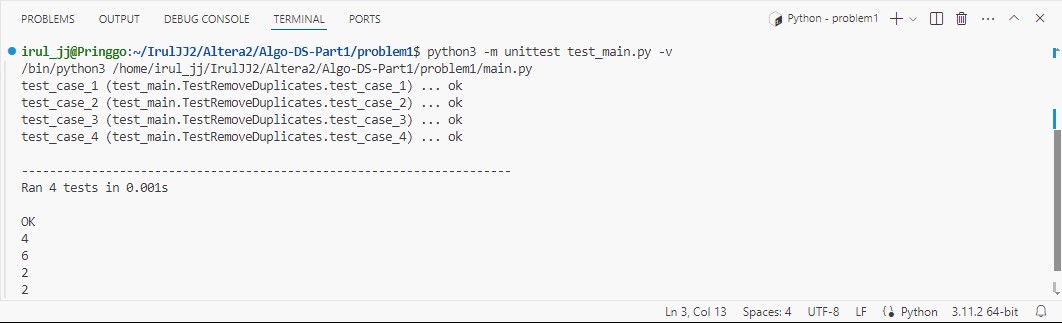 PROBLEMS OUTPUT DEBUG CONSOLE TERMINAL PORTS Python - problem1
irul_jj@Pringgo:~/IrulJJ2/Altera2/Algo-DS-Part1/problem1$ python3 -m unittest test_main.py -v
/bin/python3 /home/irul_jj/IrulJJ2/Altera2/Algo-DS-Part1/problem1/main.py
test_case_1 (test_main.TestRemoveDuplicates.test_case_1) ... ok
test_case_2 (test_main.TestRemoveDuplicates.test_case_2) ... ok
test_case_3 (test_main.TestRemoveDuplicates.test_case_3) ... ok
test_case_4 (test_main.TestRemoveDuplicates.test_case_4) ... ok
----------------------------------------------------------------------
Ran 4 tests in 0.001s
OK
4
6
2
2
Ln 3, Col 13 Spaces: 4 UTF-8 LF Python 3.11.2 64-bit